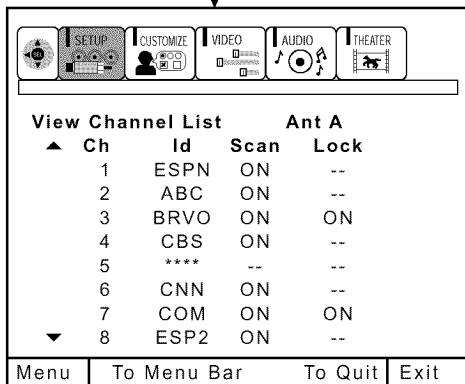 SEL SETUP CUSTOMIZE VIDEO AUDIO THEATER
View Channel List Ant A
Ch Id Scan Lock
1 ESPN ON --
2 ABC ON --
3 BRVO ON ON
4 CBS ON --
5 **** -- --
6 CNN ON --
7 COM ON ON
8 ESP2 ON --
Menu To Menu Bar To Quit Exit